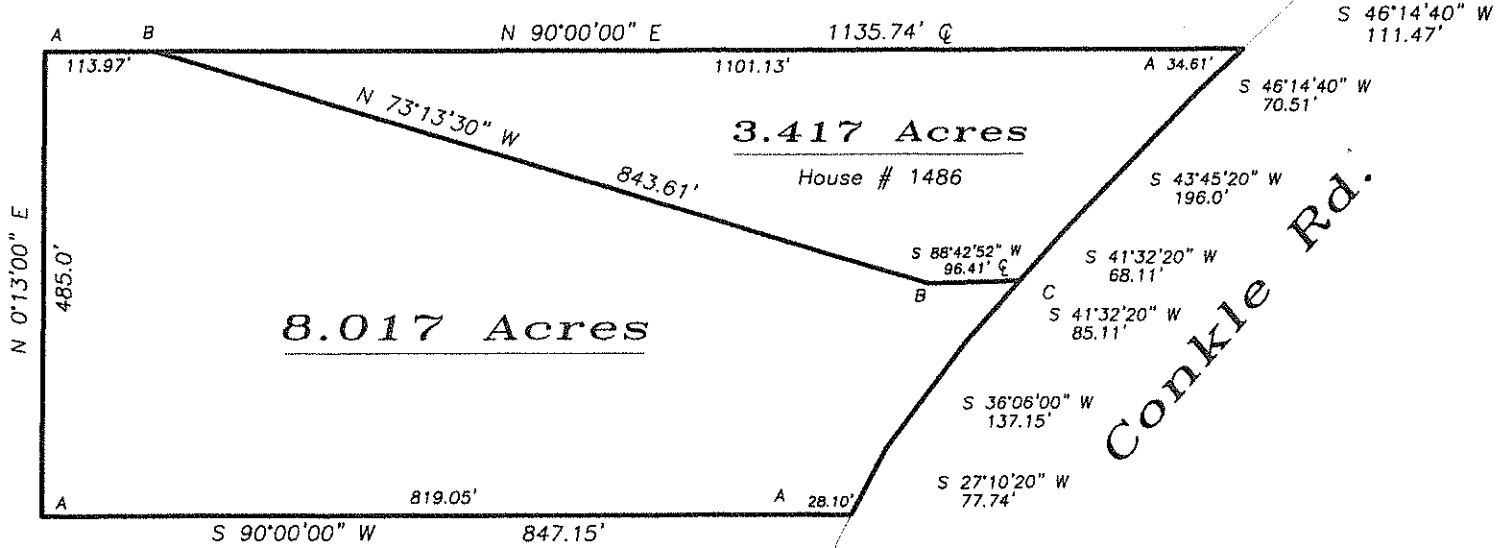 S 46°14'40" W
111.47'
A
B
N 90°00'00" E
1135.74' ℄
113.97'
1101.13'
A 34.61'
S 46°14'40" W
70.51'
N 73°13'30" W
843.61'
3.417 Acres
House # 1486
S 43°45'20" W
196.0'
Conkle Rd.
N 0°13'00" E
485.0'
S 88°42'52" W
96.41' ℄
B
C
S 41°32'20" W
68.11'
S 41°32'20" W
85.11'
8.017 Acres
S 36°06'00" W
137.15'
S 27°10'20" W
77.74'
A
819.05'
A
28.10'
S 90°00'00" W
847.15'